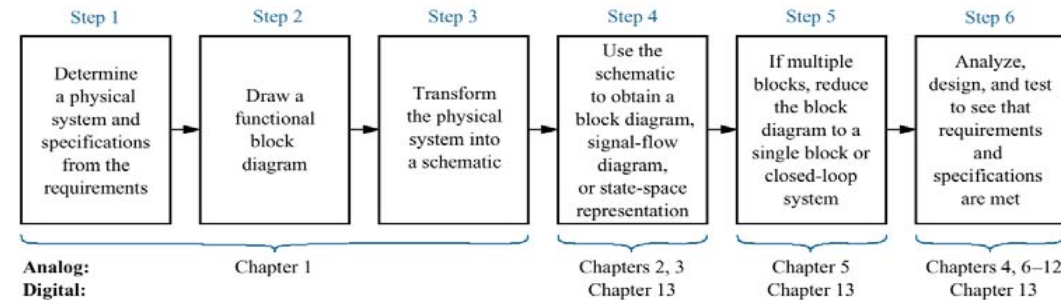 Step 1
Determine
a physical
system and
specifications
from the
requirements
Step 2
Draw a
functional
block
diagram
Step 3
Transform
the physical
system into
a schematic
Step 4
Use the
schematic
to obtain a
block diagram,
signal-flow
diagram,
or state-space
representation
Step 5
If multiple
blocks, reduce
the block
diagram to a
single block or
closed-loop
system
Step 6
Analyze,
design, and test
to see that
requirements
and
specifications
are met
Analog: Chapter 1 Chapters 2, 3 Chapter 5 Chapters 4, 6–12
Digital: Chapter 13 Chapter 13 Chapter 13